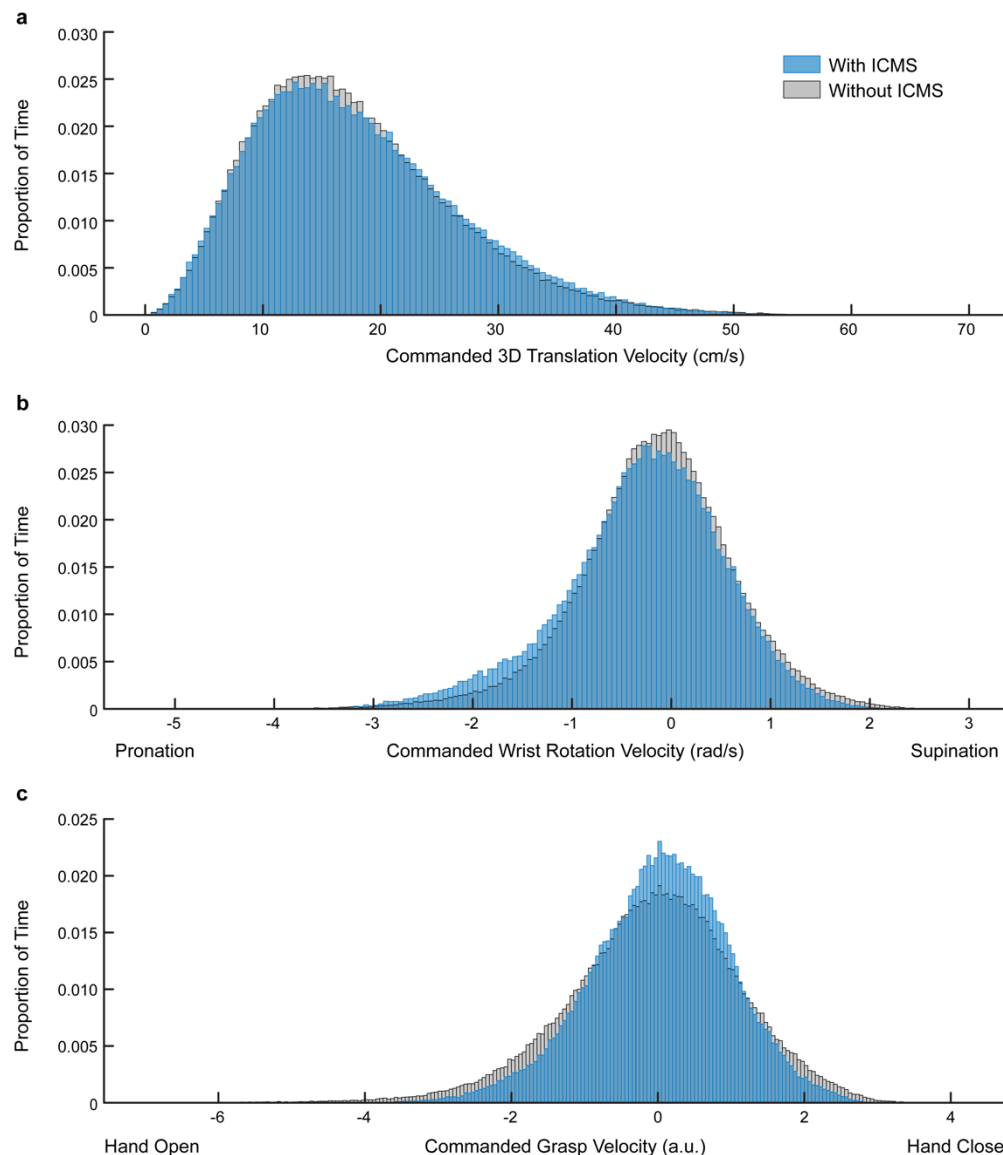 a
0.030
0.025
0.020
0.015
0.010
0.005
0
Proportion of Time
With ICMS
Without ICMS
0 10 20 30 40 50 60 70
Commanded 3D Translation Velocity (cm/s)
b
0.030
0.025
0.020
0.015
0.010
0.005
0
Proportion of Time
-5 -4 -3 -2 -1 0 1 2 3
Pronation Commanded Wrist Rotation Velocity (rad/s) Supination
c
0.025
0.020
0.015
0.010
0.005
0
Proportion of Time
-6 -4 -2 0 2 4
Hand Open Commanded Grasp Velocity (a.u.) Hand Close